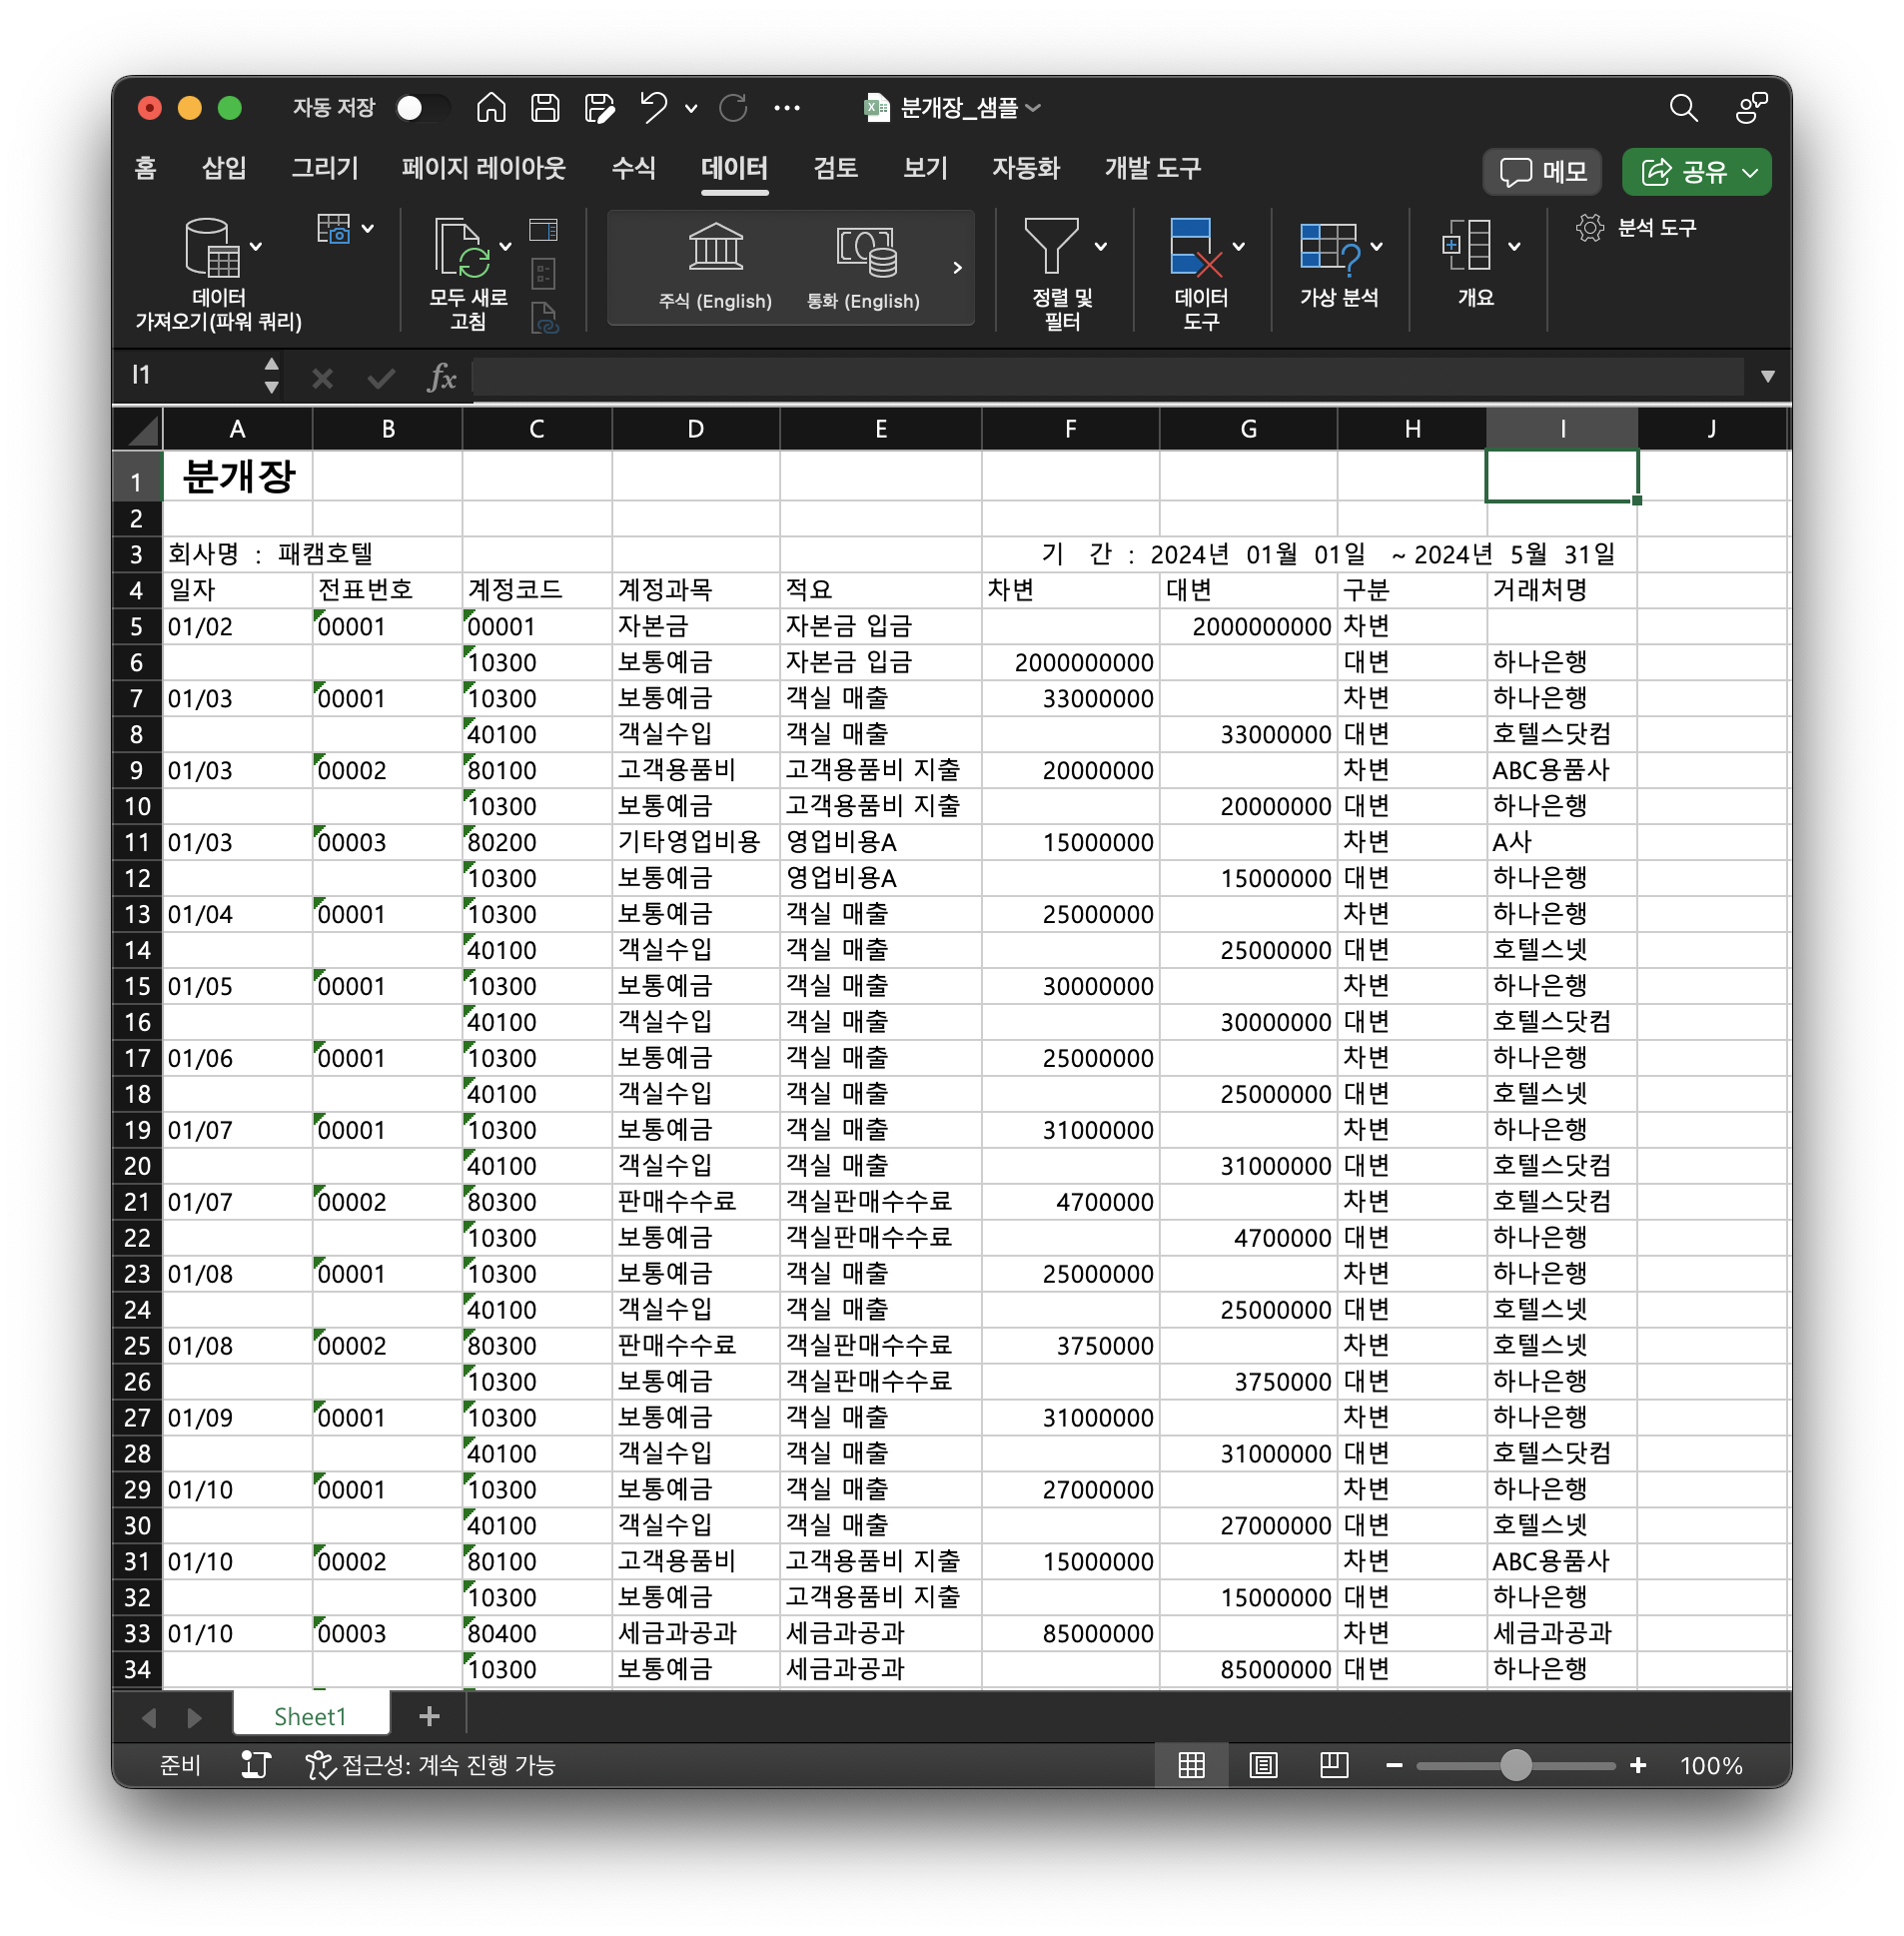 자동 저장
분개장_샘플
홈 삽입 그리기 페이지 레이아웃 수식 데이터 검토 보기 자동화 개발 도구 메모 공유
데이터
가져오기(파워 쿼리)
모두 새로
고침
주식 (English) 통화 (English)
정렬 및
필터
데이터
도구
가상 분석
개요
분석 도구
I1 fx
A B C D E F G H I J
1 분개장
2
3 회사명 : 패캠호텔 기 간 : 2024년 01월 01일 ~ 2024년 5월 31일
4 일자 전표번호 계정코드 계정과목 적요 차변 대변 구분 거래처명
5 01/02 00001 00001 자본금 자본금 입금 2000000000 차변
6 10300 보통예금 자본금 입금 2000000000 대변 하나은행
7 01/03 00001 10300 보통예금 객실 매출 33000000 차변 하나은행
8 40100 객실수입 객실 매출 33000000 대변 호텔스닷컴
9 01/03 00002 80100 고객용품비 고객용품비 지출 20000000 차변 ABC용품사
10 10300 보통예금 고객용품비 지출 20000000 대변 하나은행
11 01/03 00003 80200 기타영업비용 영업비용A 15000000 차변 A사
12 10300 보통예금 영업비용A 15000000 대변 하나은행
13 01/04 00001 10300 보통예금 객실 매출 25000000 차변 하나은행
14 40100 객실수입 객실 매출 25000000 대변 호텔스넷
15 01/05 00001 10300 보통예금 객실 매출 30000000 차변 하나은행
16 40100 객실수입 객실 매출 30000000 대변 호텔스닷컴
17 01/06 00001 10300 보통예금 객실 매출 25000000 차변 하나은행
18 40100 객실수입 객실 매출 25000000 대변 호텔스넷
19 01/07 00001 10300 보통예금 객실 매출 31000000 차변 하나은행
20 40100 객실수입 객실 매출 31000000 대변 호텔스닷컴
21 01/07 00002 80300 판매수수료 객실판매수수료 4700000 차변 호텔스닷컴
22 10300 보통예금 객실판매수수료 4700000 대변 하나은행
23 01/08 00001 10300 보통예금 객실 매출 25000000 차변 하나은행
24 40100 객실수입 객실 매출 25000000 대변 호텔스넷
25 01/08 00002 80300 판매수수료 객실판매수수료 3750000 차변 호텔스넷
26 10300 보통예금 객실판매수수료 3750000 대변 하나은행
27 01/09 00001 10300 보통예금 객실 매출 31000000 차변 하나은행
28 40100 객실수입 객실 매출 31000000 대변 호텔스닷컴
29 01/10 00001 10300 보통예금 객실 매출 27000000 차변 하나은행
30 40100 객실수입 객실 매출 27000000 대변 호텔스넷
31 01/10 00002 80100 고객용품비 고객용품비 지출 15000000 차변 ABC용품사
32 10300 보통예금 고객용품비 지출 15000000 대변 하나은행
33 01/10 00003 80400 세금과공과 세금과공과 85000000 차변 세금과공과
34 10300 보통예금 세금과공과 85000000 대변 하나은행
Sheet1
준비 접근성: 계속 진행 가능 100%